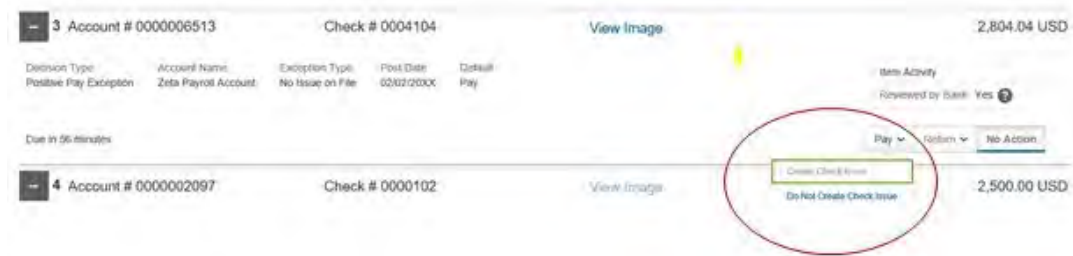 − 3 Account # 0000006513 Check # 0004104 View Image 2,804.04 USD
Decision Type Account Name Exception Type Post Date Default
Positive Pay Exception Zeta Payroll Account No Issue on File 02/02/20XX Pay
Item Activity
Reviewed by Bank Yes ?
Due in 56 minutes Pay Return No Action
Create Check Issue
− 4 Account # 0000002097 Check # 0000102 View Image 2,500.00 USD
Do Not Create Check Issue